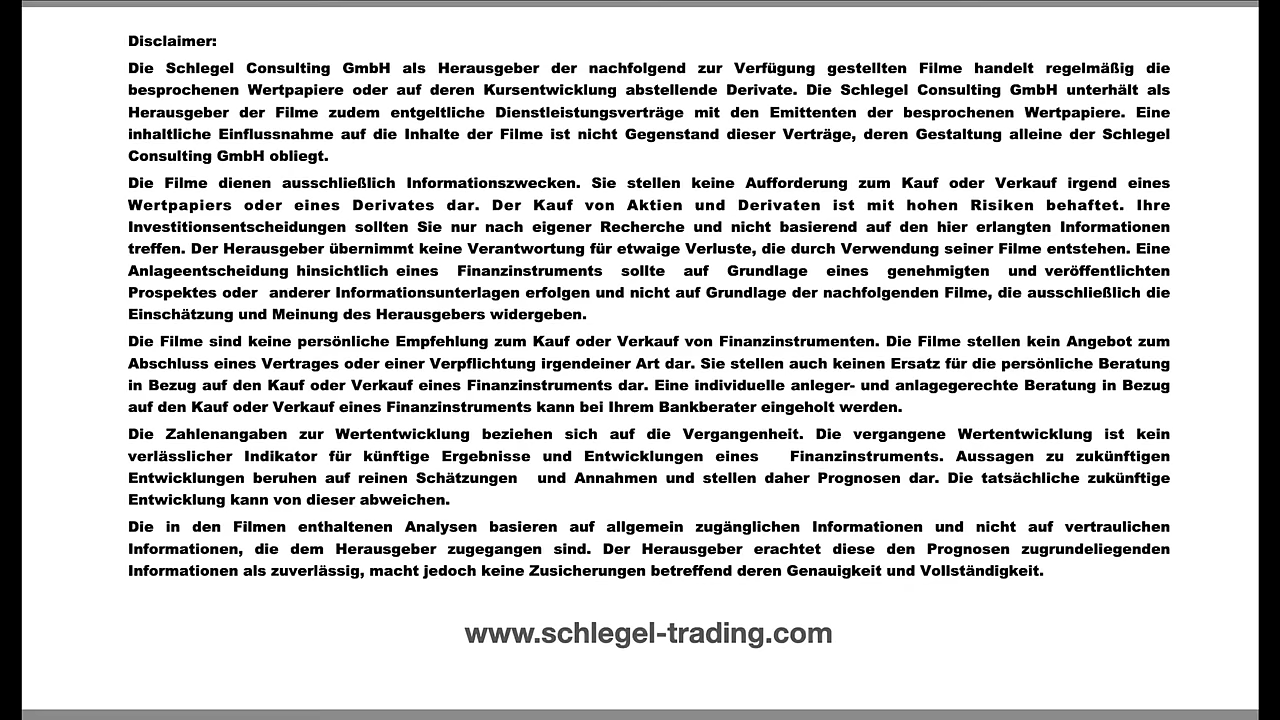 Disclaimer:
Die Schlegel Consulting GmbH als Herausgeber der nachfolgend zur Verfügung gestellten Filme handelt regelmäßig die
besprochenen Wertpapiere oder auf deren Kursentwicklung abstellende Derivate. Die Schlegel Consulting GmbH unterhält als
Herausgeber der Filme zudem entgeltliche Dienstleistungsverträge mit den Emittenten der besprochenen Wertpapiere. Eine
inhaltliche Einflussnahme auf die Inhalte der Filme ist nicht Gegenstand dieser Verträge, deren Gestaltung alleine der Schlegel
Consulting GmbH obliegt.
Die Filme dienen ausschließlich Informationszwecken. Sie stellen keine Aufforderung zum Kauf oder Verkauf irgend eines
Wertpapiers oder eines Derivates dar. Der Kauf von Aktien und Derivaten ist mit hohen Risiken behaftet. Ihre
Investitionsentscheidungen sollten Sie nur nach eigener Recherche und nicht basierend auf den hier erlangten Informationen
treffen. Der Herausgeber übernimmt keine Verantwortung für etwaige Verluste, die durch Verwendung seiner Filme entstehen. Eine
Anlageentscheidung hinsichtlich eines Finanzinstruments sollte auf Grundlage eines genehmigten und veröffentlichten
Prospektes oder anderer Informationsunterlagen erfolgen und nicht auf Grundlage der nachfolgenden Filme, die ausschließlich die
Einschätzung und Meinung des Herausgebers widergeben.
Die Filme sind keine persönliche Empfehlung zum Kauf oder Verkauf von Finanzinstrumenten. Die Filme stellen kein Angebot zum
Abschluss eines Vertrages oder einer Verpflichtung irgendeiner Art dar. Sie stellen auch keinen Ersatz für die persönliche Beratung
in Bezug auf den Kauf oder Verkauf eines Finanzinstruments dar. Eine individuelle anleger- und anlagegerechte Beratung in Bezug
auf den Kauf oder Verkauf eines Finanzinstruments kann bei Ihrem Bankberater eingeholt werden.
Die Zahlenangaben zur Wertentwicklung beziehen sich auf die Vergangenheit. Die vergangene Wertentwicklung ist kein
verlässlicher Indikator für künftige Ergebnisse und Entwicklungen eines Finanzinstruments. Aussagen zu zukünftigen
Entwicklungen beruhen auf reinen Schätzungen und Annahmen und stellen daher Prognosen dar. Die tatsächliche zukünftige
Entwicklung kann von dieser abweichen.
Die in den Filmen enthaltenen Analysen basieren auf allgemein zugänglichen Informationen und nicht auf vertraulichen
Informationen, die dem Herausgeber zugegangen sind. Der Herausgeber erachtet diese den Prognosen zugrundeliegenden
Informationen als zuverlässig, macht jedoch keine Zusicherungen betreffend deren Genauigkeit und Vollständigkeit.
www.schlegel-trading.com